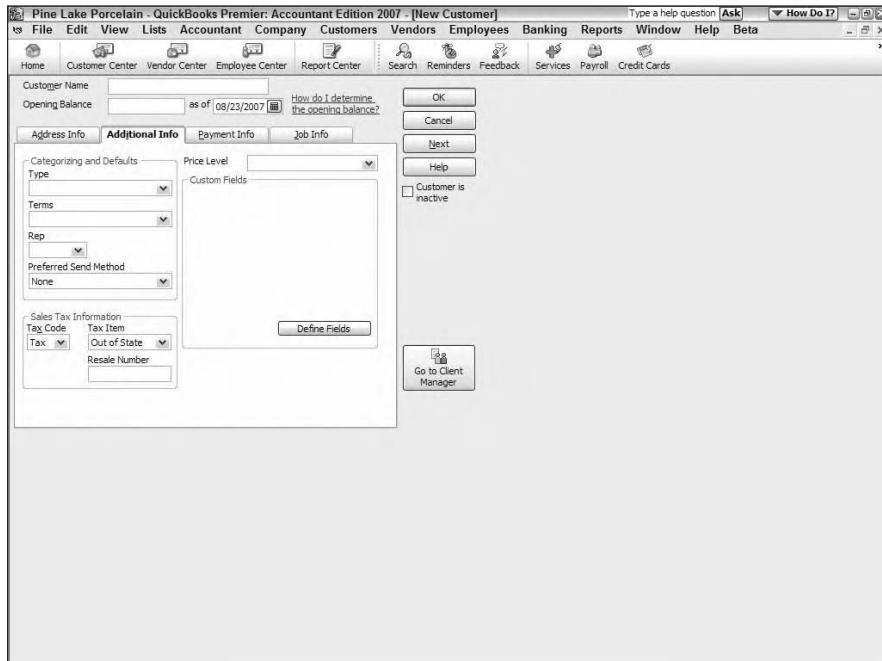 Pine Lake Porcelain - QuickBooks Premier: Accountant Edition 2007 - [New Customer] Type a help question Ask How Do I?
File Edit View Lists Accountant Company Customers Vendors Employees Banking Reports Window Help Beta
Home Customer Center Vendor Center Employee Center Report Center Search Reminders Feedback Services Payroll Credit Cards
Customer Name
Opening Balance as of 08/23/2007 How do I determine
the opening balance?
OK
Cancel
Next
Help
Customer is
inactive
Address Info Additional Info Payment Info Job Info
Categorizing and Defaults
Type
Terms
Rep
Preferred Send Method
None
Price Level
Custom Fields
Define Fields
Sales Tax Information
Tax Code Tax Item
Tax Out of State
Resale Number
Go to Client
Manager